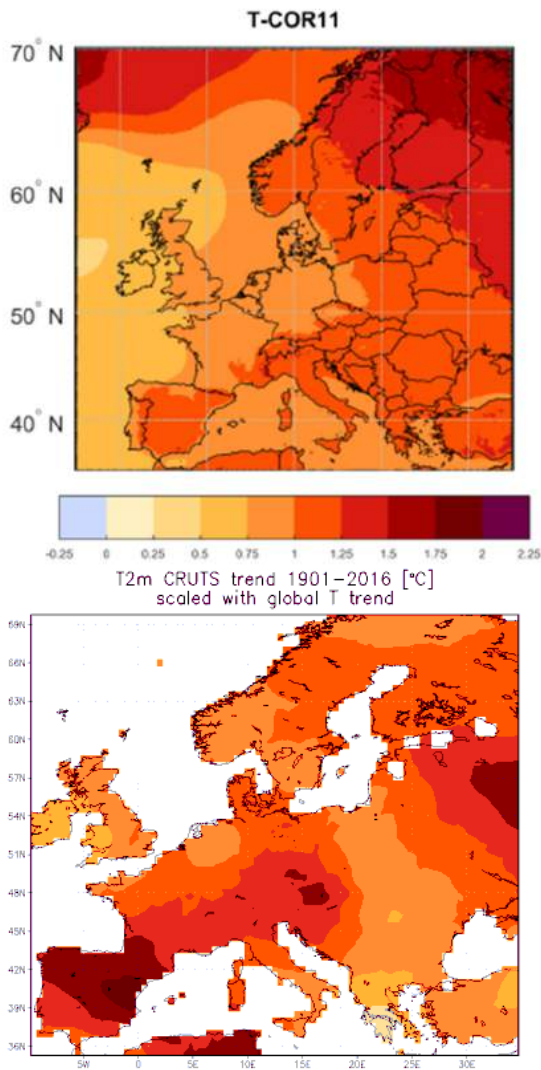 T-COR11
70° N
60° N
50° N
40° N
-0.25 0 0.25 0.5 0.75 1 1.25 1.5 1.75 2 2.25
T2m CRUTS trend 1901-2016 [°C]
scaled with global T trend
69N
66N
63N
60N
57N
54N
51N
48N
45N
42N
39N
36N
5W 0 5E 10E 15E 20E 25E 30E